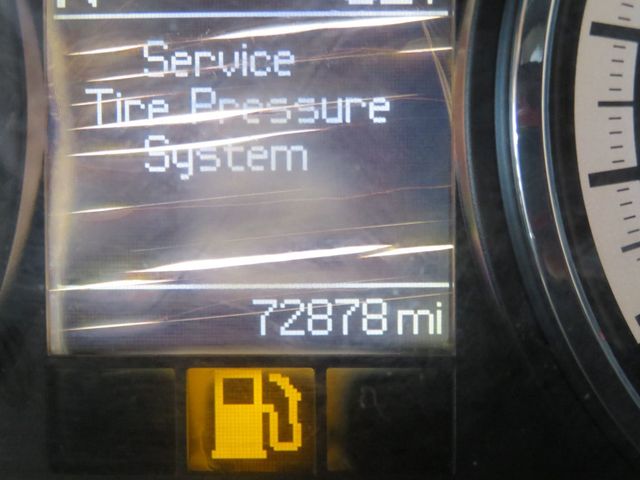 Service
Tire Pressure
System
72878 mi